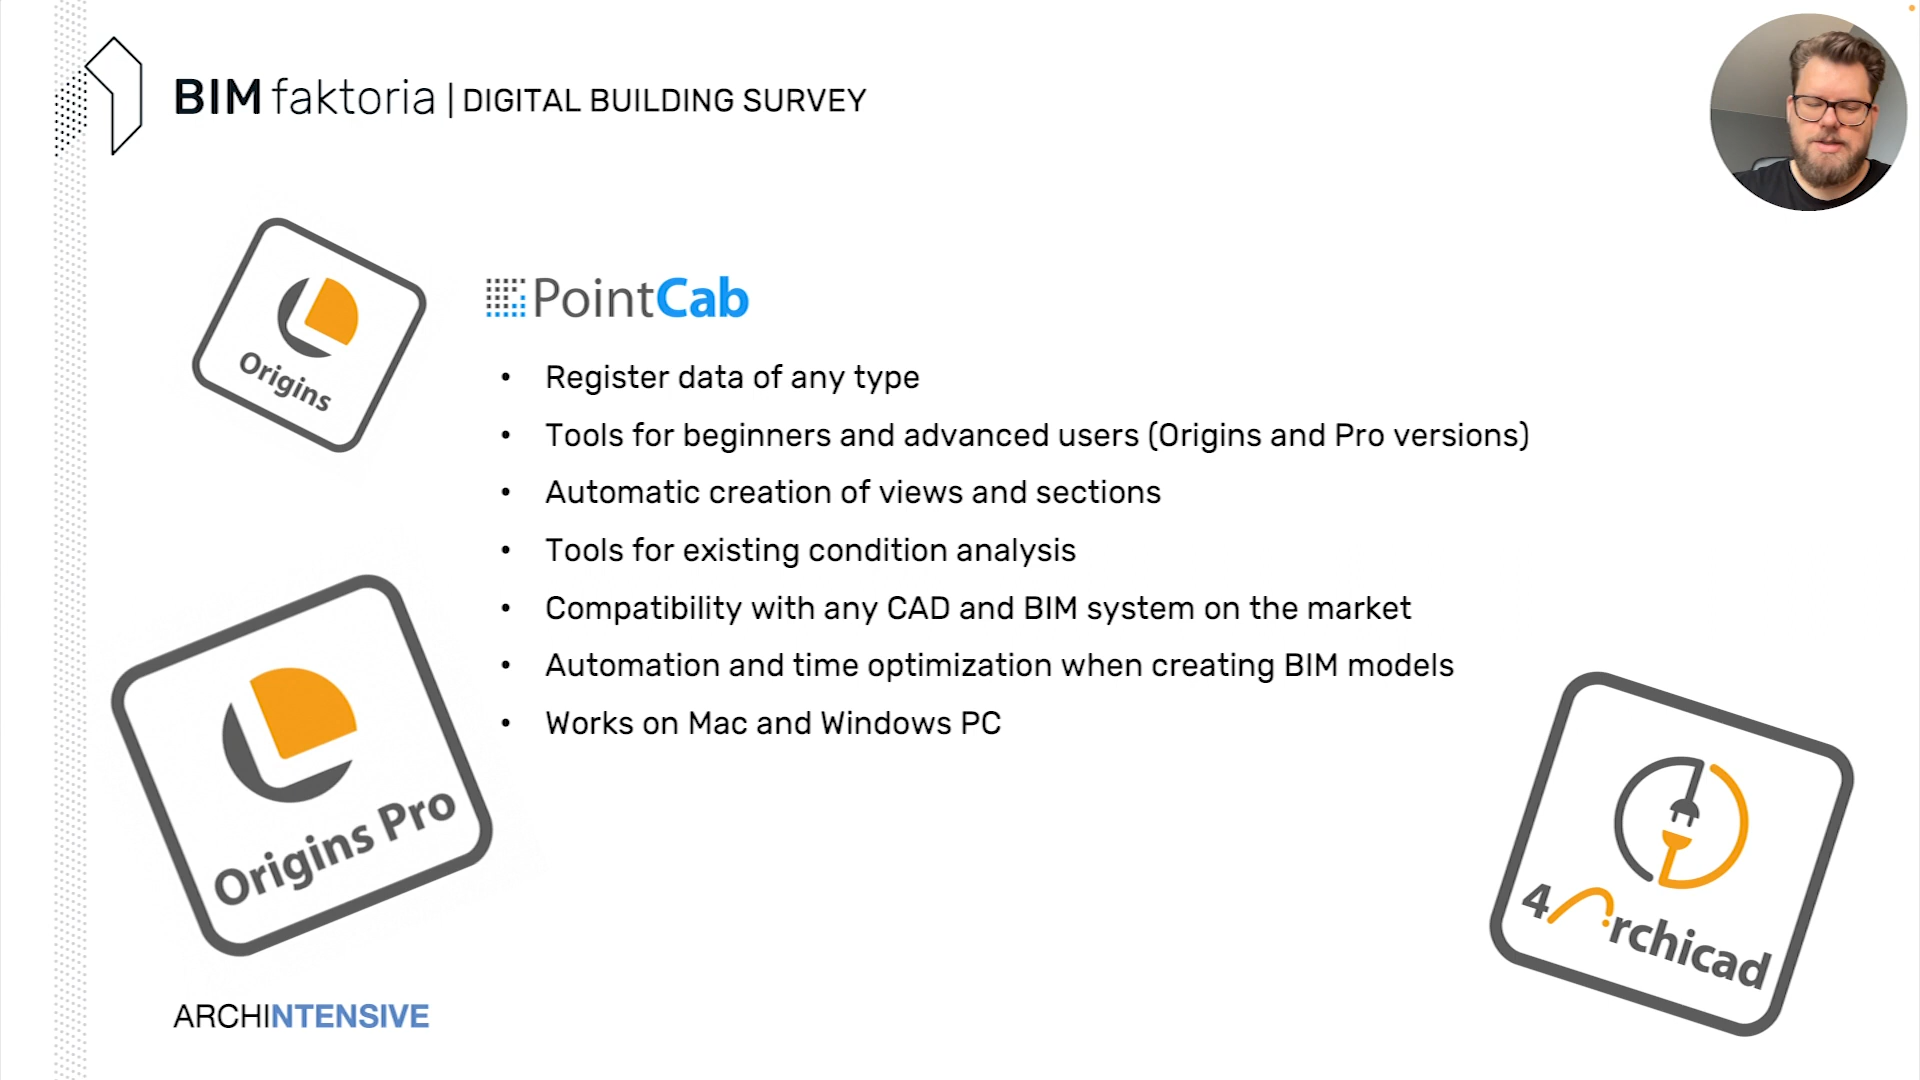 BIM faktoria | DIGITAL BUILDING SURVEY
Origins
PointCab
• Register data of any type
• Tools for beginners and advanced users (Origins and Pro versions)
• Automatic creation of views and sections
• Tools for existing condition analysis
• Compatibility with any CAD and BIM system on the market
• Automation and time optimization when creating BIM models
• Works on Mac and Windows PC
Origins Pro
4Archicad
ARCHINTENSIVE